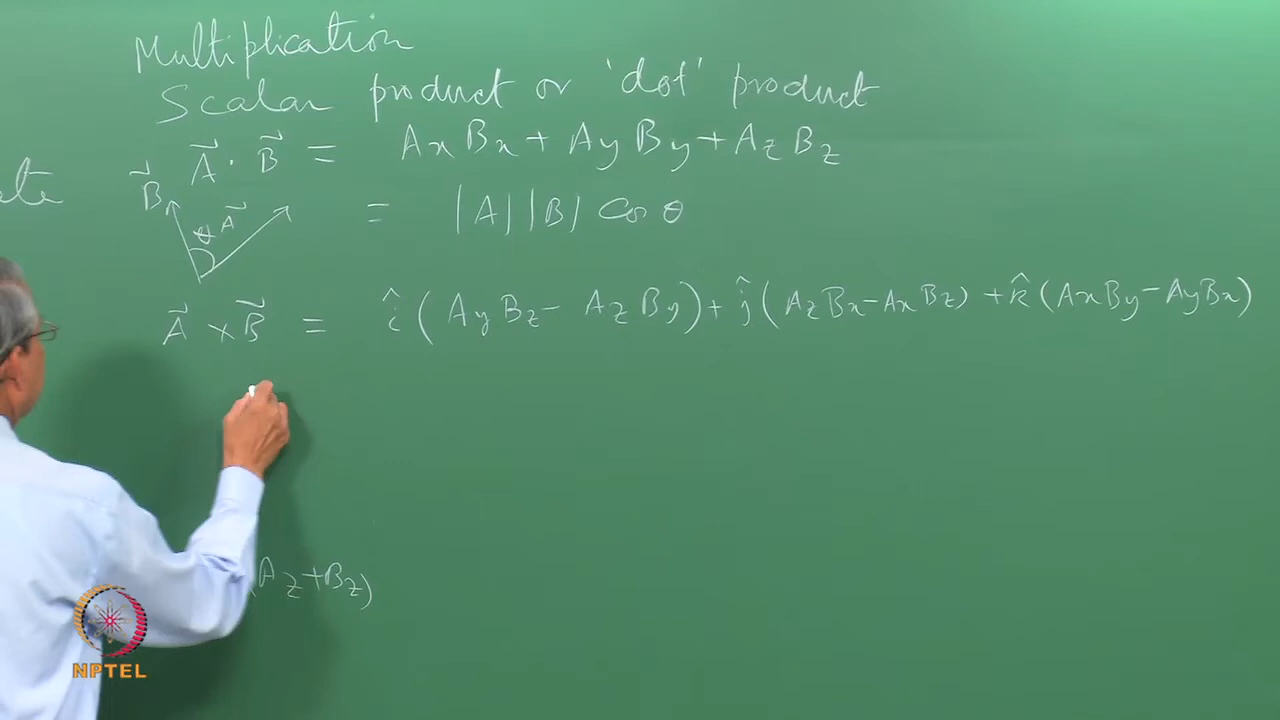 Multiplication
Scalar product or 'dot' product
A⃗ · B⃗ = AxBx + AyBy + AzBz
B⃗ θ A⃗ = |A| |B| Cos θ
A⃗ × B⃗ = î (AyBz − AzBy) + ĵ (AzBx − AxBz) + k̂ (AxBy − AyBx)
(Az + Bz)
NPTEL